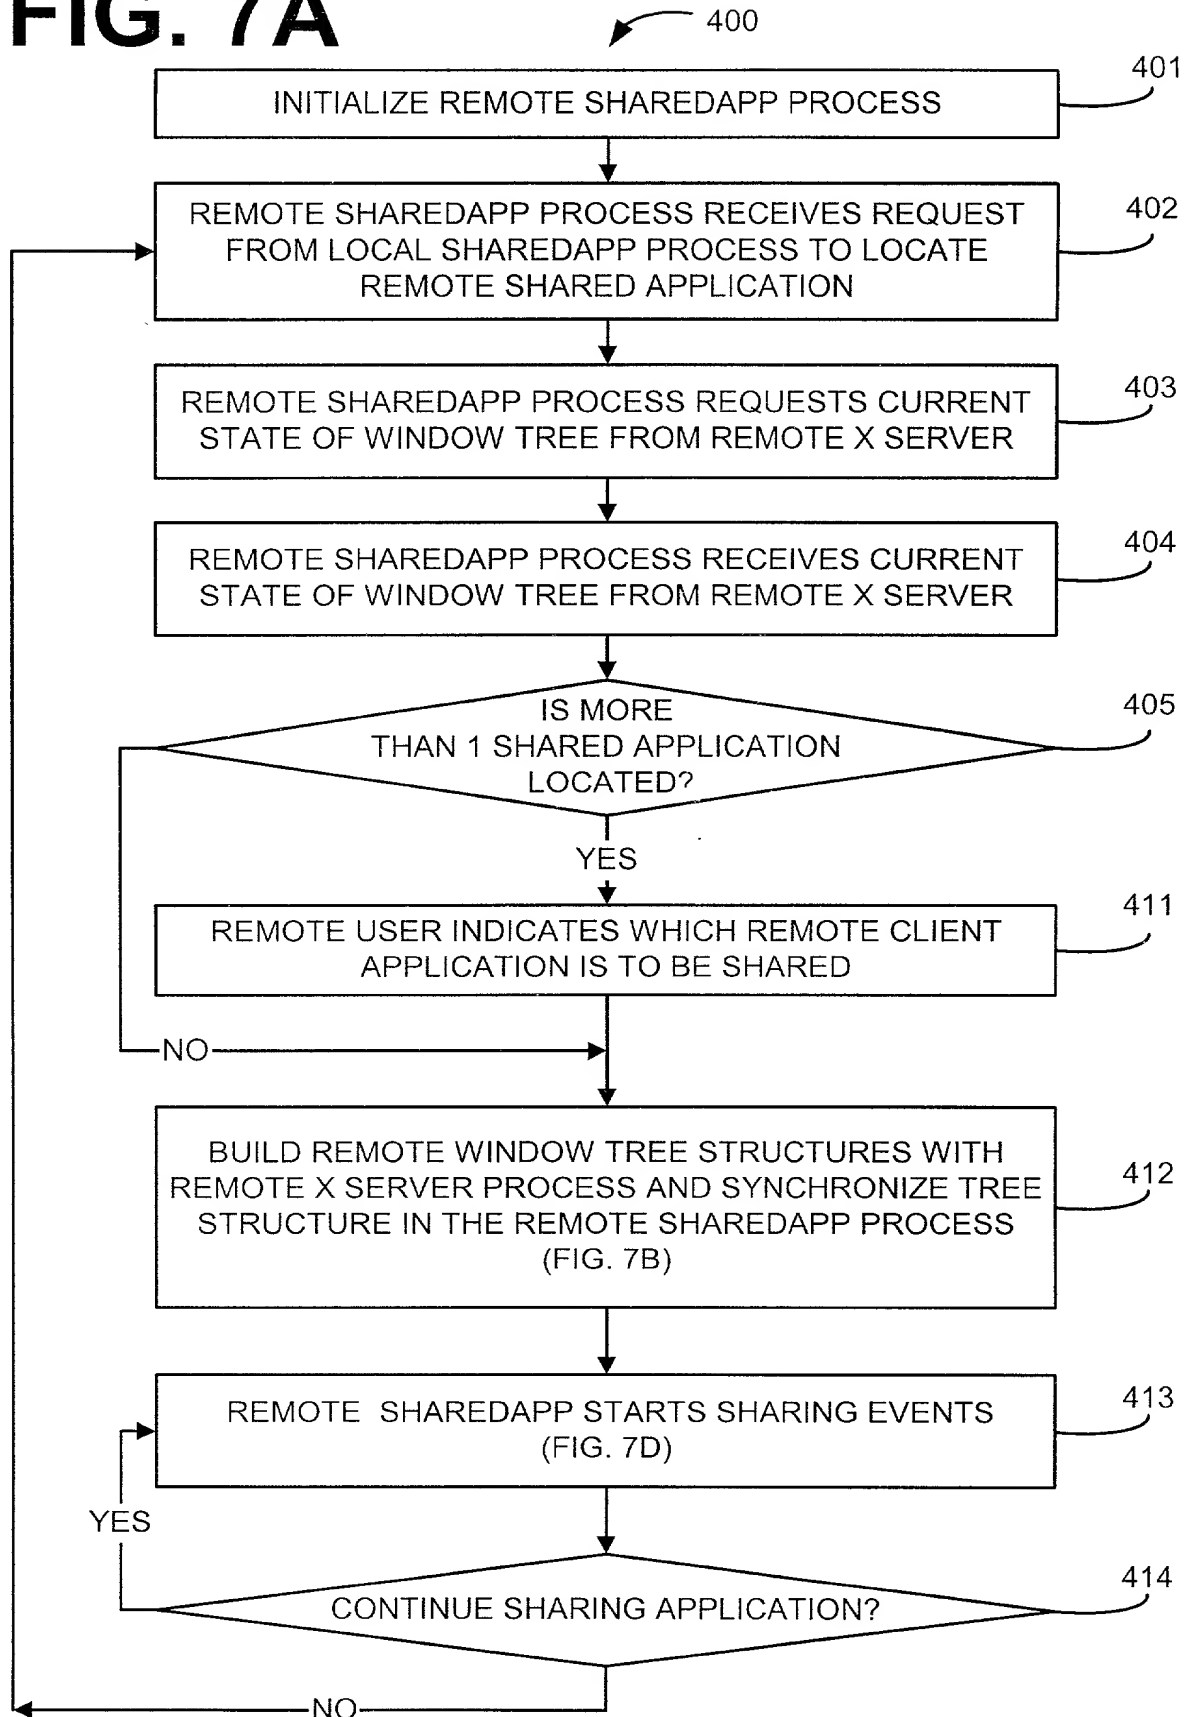 FIG. 7A
400
INITIALIZE REMOTE SHAREDAPP PROCESS
401
REMOTE SHAREDAPP PROCESS RECEIVES REQUEST
FROM LOCAL SHAREDAPP PROCESS TO LOCATE
REMOTE SHARED APPLICATION
402
REMOTE SHAREDAPP PROCESS REQUESTS CURRENT
STATE OF WINDOW TREE FROM REMOTE X SERVER
403
REMOTE SHAREDAPP PROCESS RECEIVES CURRENT
STATE OF WINDOW TREE FROM REMOTE X SERVER
404
IS MORE
THAN 1 SHARED APPLICATION
LOCATED?
405
YES
REMOTE USER INDICATES WHICH REMOTE CLIENT
APPLICATION IS TO BE SHARED
411
NO
BUILD REMOTE WINDOW TREE STRUCTURES WITH
REMOTE X SERVER PROCESS AND SYNCHRONIZE TREE
STRUCTURE IN THE REMOTE SHAREDAPP PROCESS
(FIG. 7B)
412
REMOTE SHAREDAPP STARTS SHARING EVENTS
(FIG. 7D)
413
YES
CONTINUE SHARING APPLICATION?
414
NO